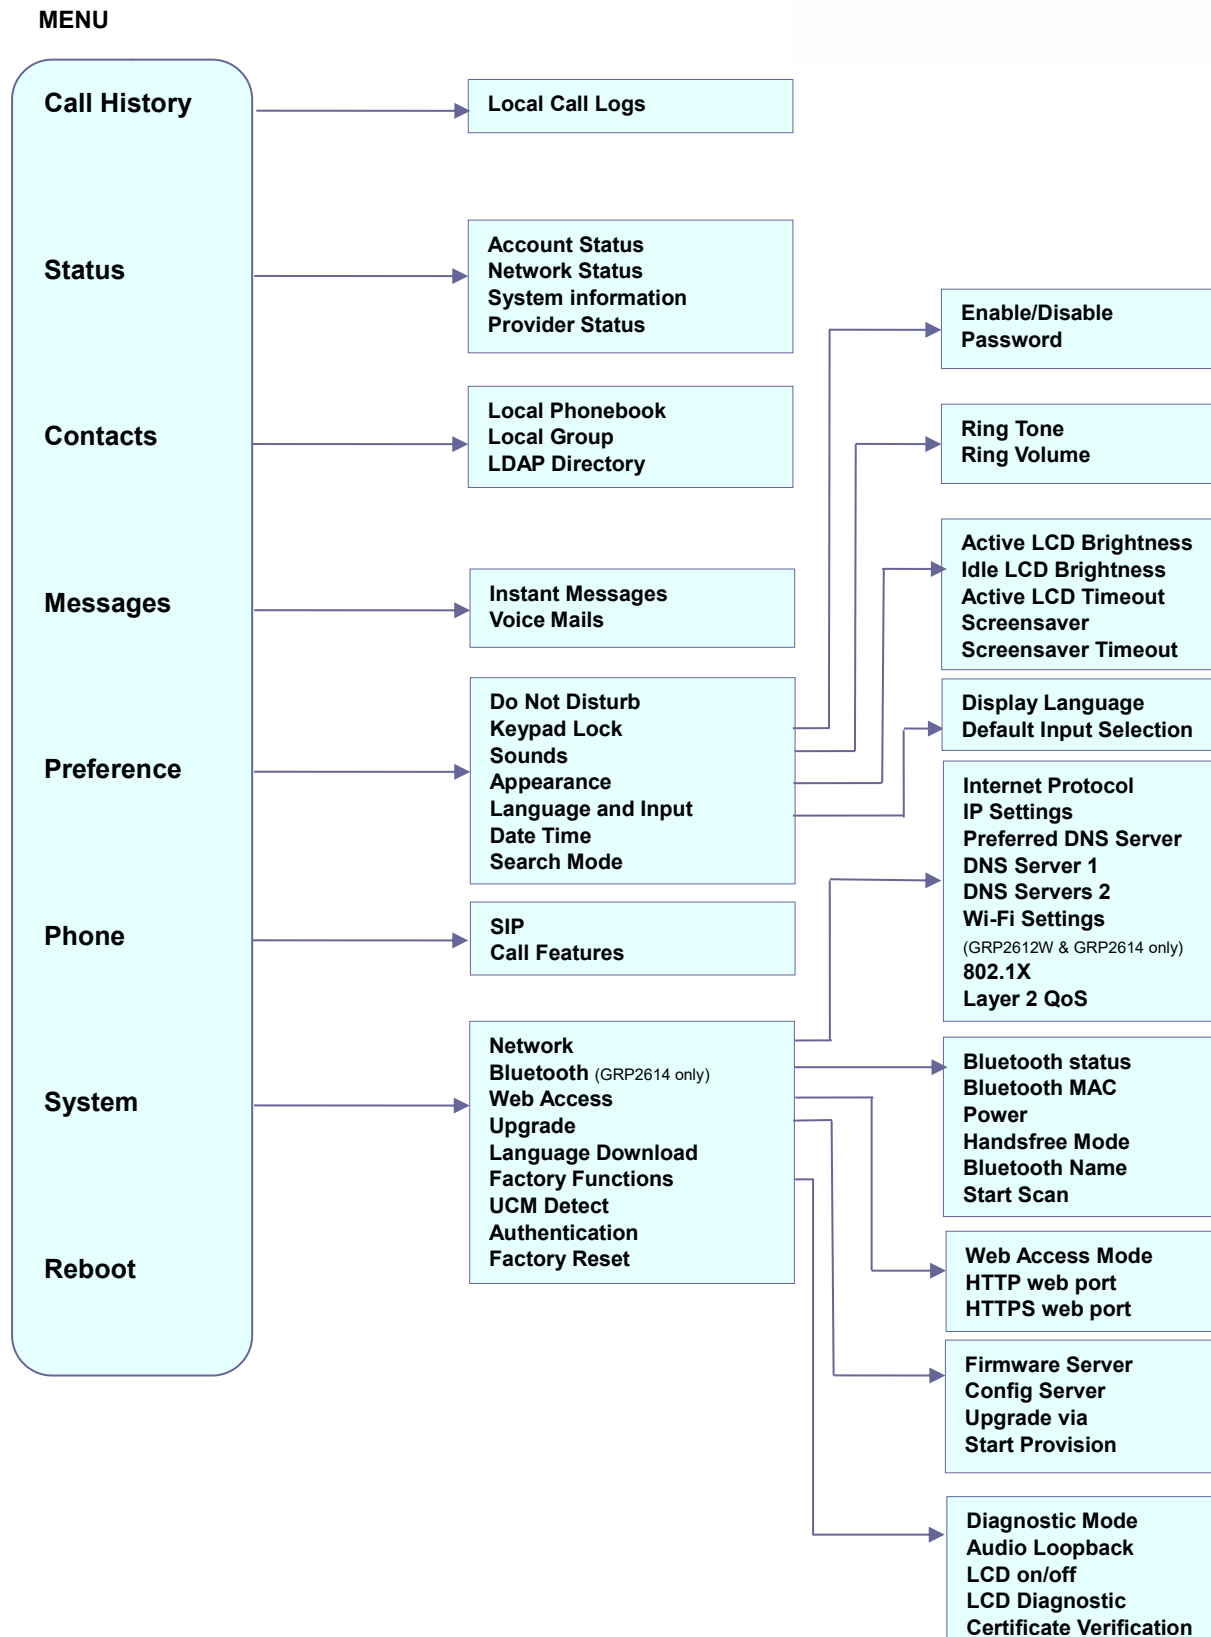 MENU
Call History
Status
Contacts
Messages
Preference
Phone
System
Reboot
Local Call Logs
Account Status
Network Status
System information
Provider Status
Local Phonebook
Local Group
LDAP Directory
Instant Messages
Voice Mails
Do Not Disturb
Keypad Lock
Sounds
Appearance
Language and Input
Date Time
Search Mode
SIP
Call Features
Network
Bluetooth (GRP2614 only)
Web Access
Upgrade
Language Download
Factory Functions
UCM Detect
Authentication
Factory Reset
Enable/Disable
Password
Ring Tone
Ring Volume
Active LCD Brightness
Idle LCD Brightness
Active LCD Timeout
Screensaver
Screensaver Timeout
Display Language
Default Input Selection
Internet Protocol
IP Settings
Preferred DNS Server
DNS Server 1
DNS Servers 2
Wi-Fi Settings
(GRP2612W & GRP2614 only)
802.1X
Layer 2 QoS
Bluetooth status
Bluetooth MAC
Power
Handsfree Mode
Bluetooth Name
Start Scan
Web Access Mode
HTTP web port
HTTPS web port
Firmware Server
Config Server
Upgrade via
Start Provision
Diagnostic Mode
Audio Loopback
LCD on/off
LCD Diagnostic
Certificate Verification